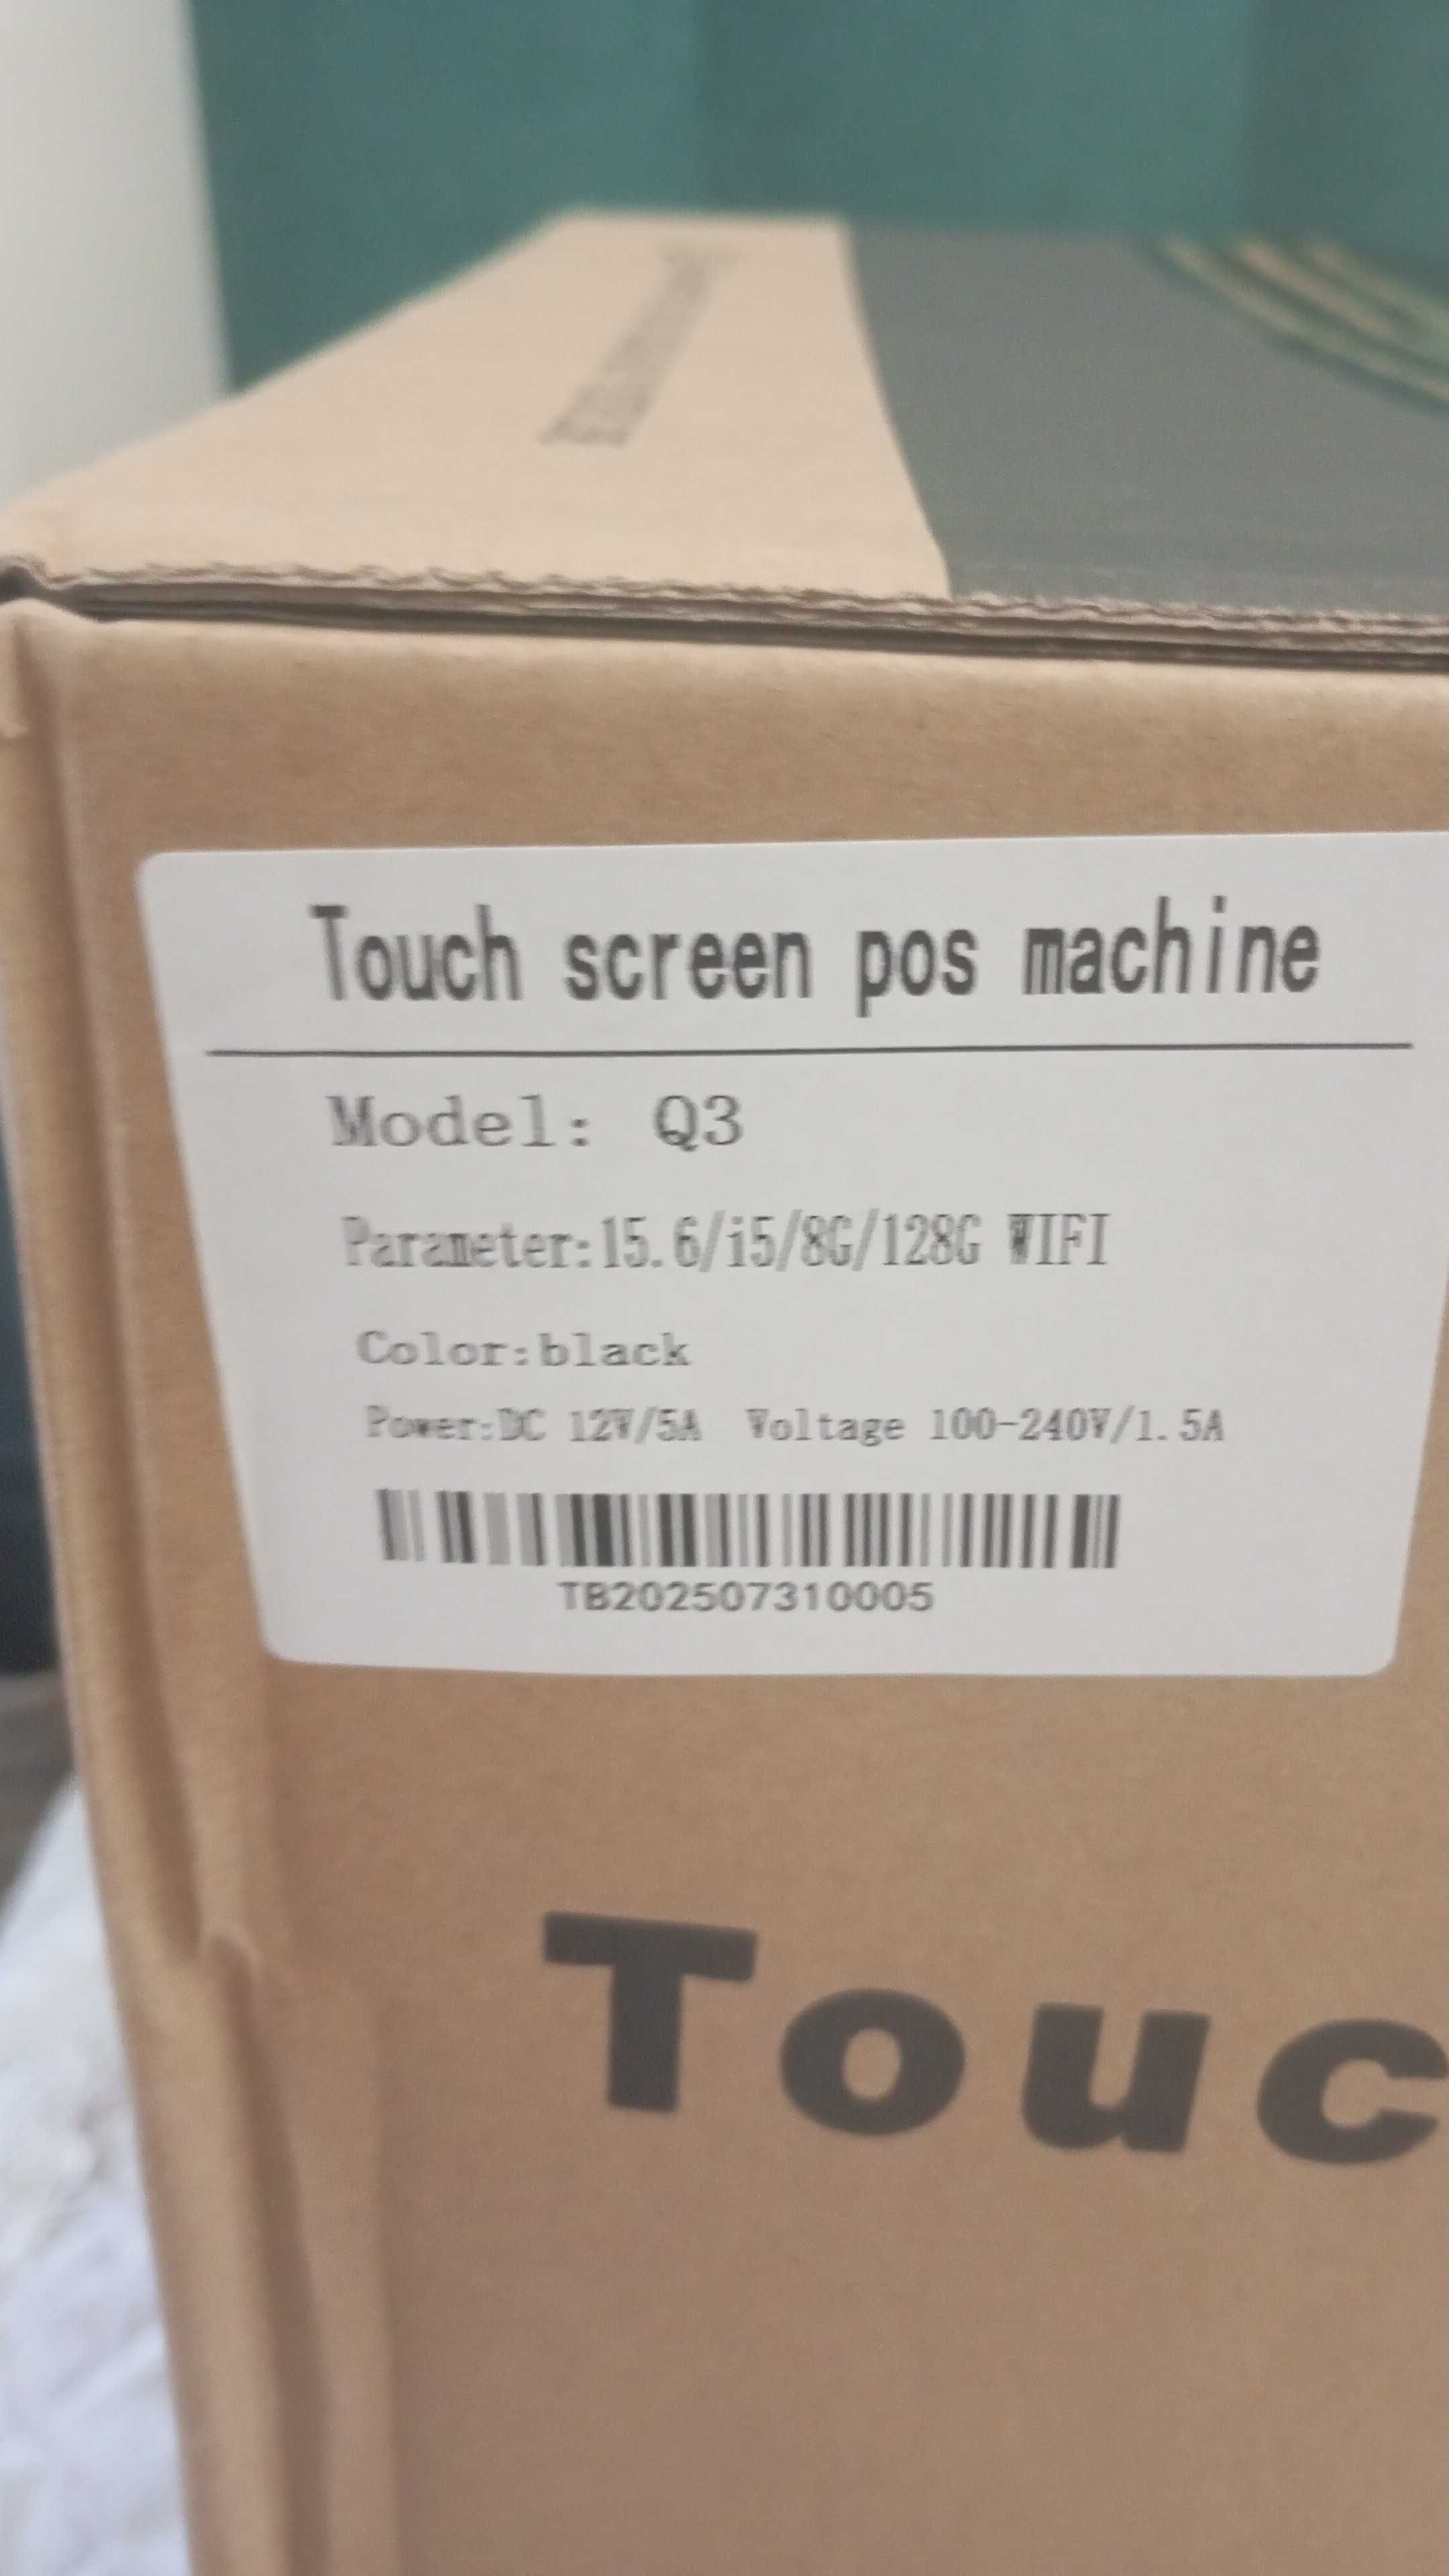 Touch screen pos machine
Model: Q3
Parameter:15.6/i5/8G/128G WIFI
Color:black
Power:DC 12V/5A Voltage 100-240V/1.5A
TB202507310005
Touc